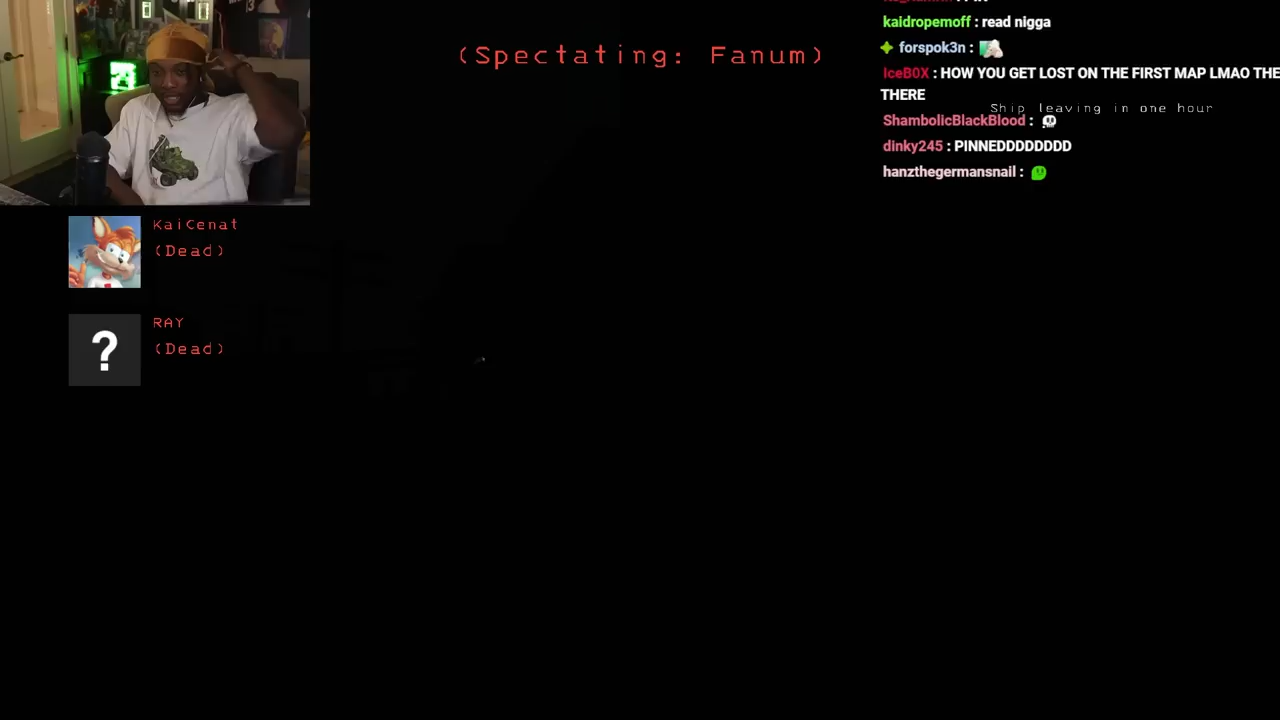 (Spectating: Fanum)
kaidropemoff : read nigga
forspok3n :
IceB0X : HOW YOU GET LOST ON THE FIRST MAP LMAO THE
THERE
Ship leaving in one hour
ShambolicBlackBlood :
dinky245 : PINNEDDDDDDDD
hanzthegermansnail :
KaiCenat
(Dead)
RAY
(Dead)
?